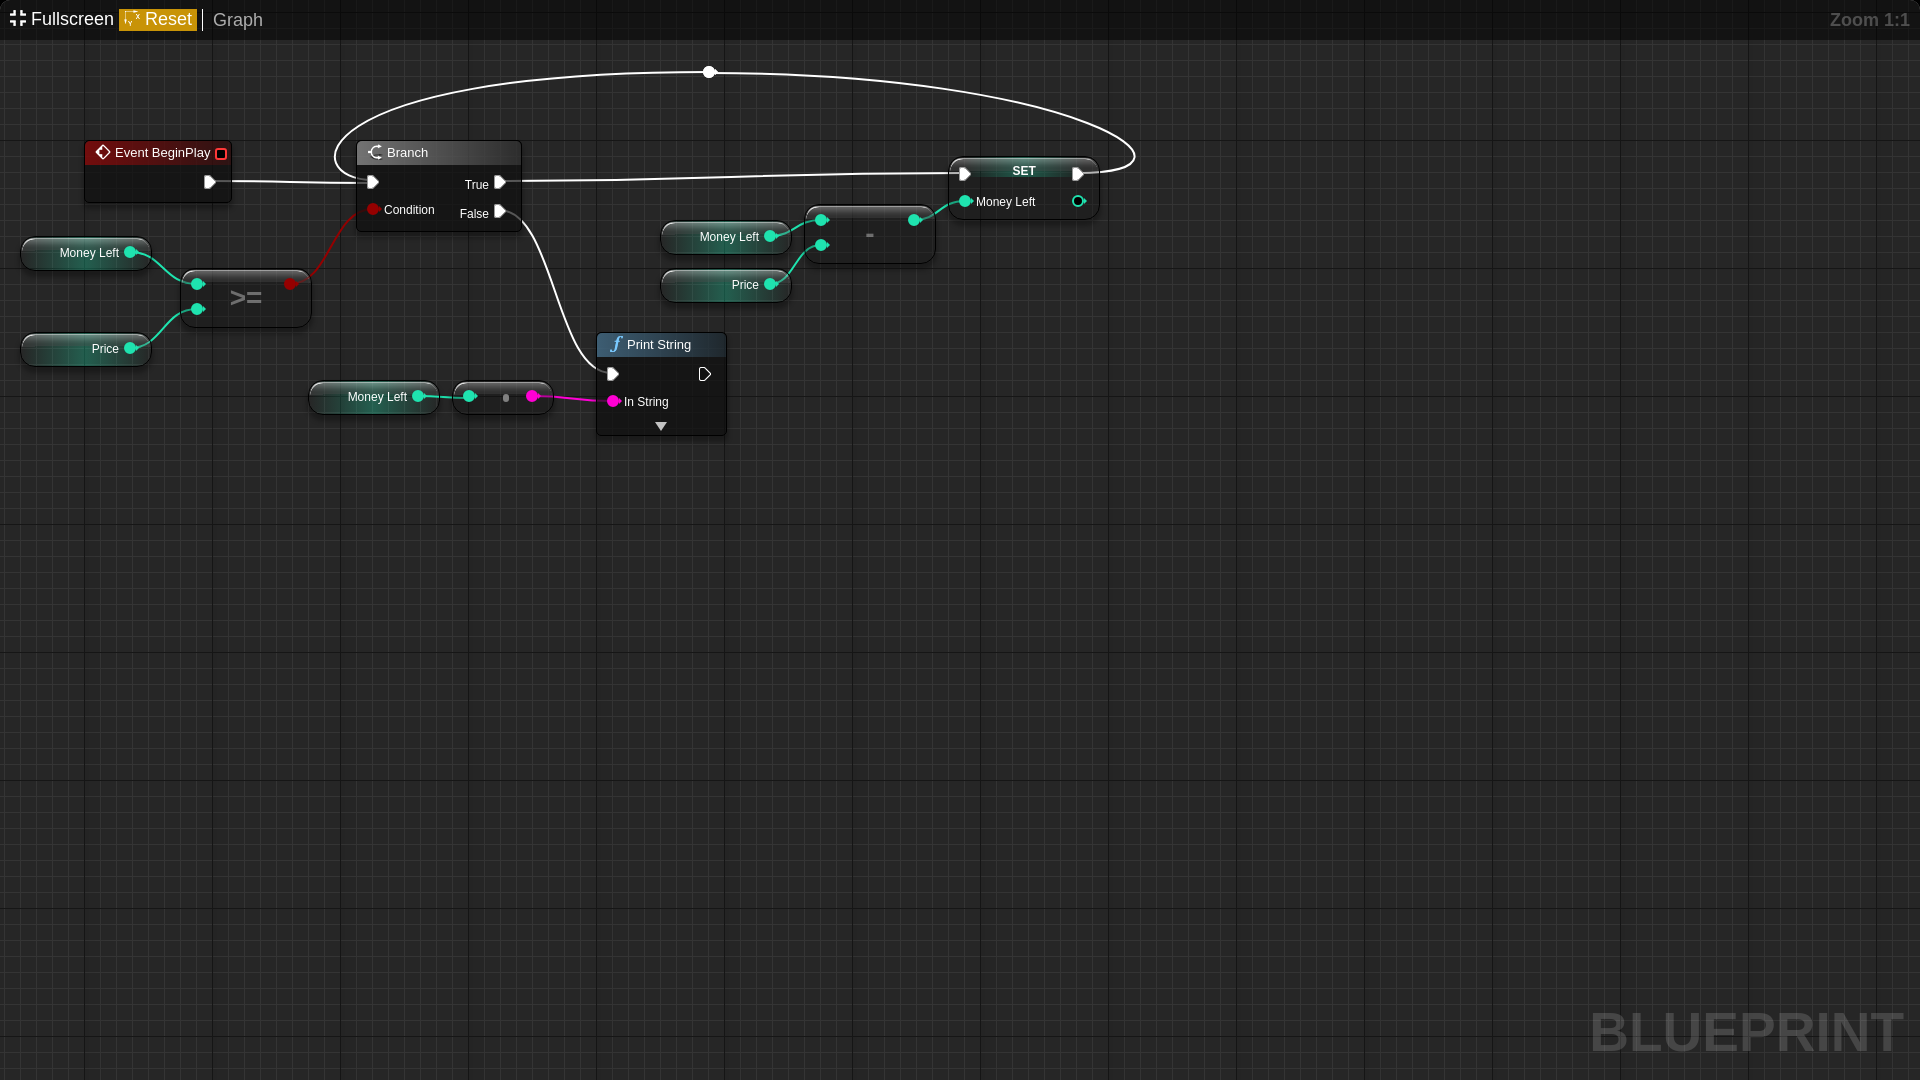 Fullscreen Reset Graph Zoom 1:1
Event BeginPlay
Branch
True
Condition
False
SET
Money Left
Money Left
-
Price
Money Left
>=
Price
Print String
In String
Money Left
BLUEPRINT